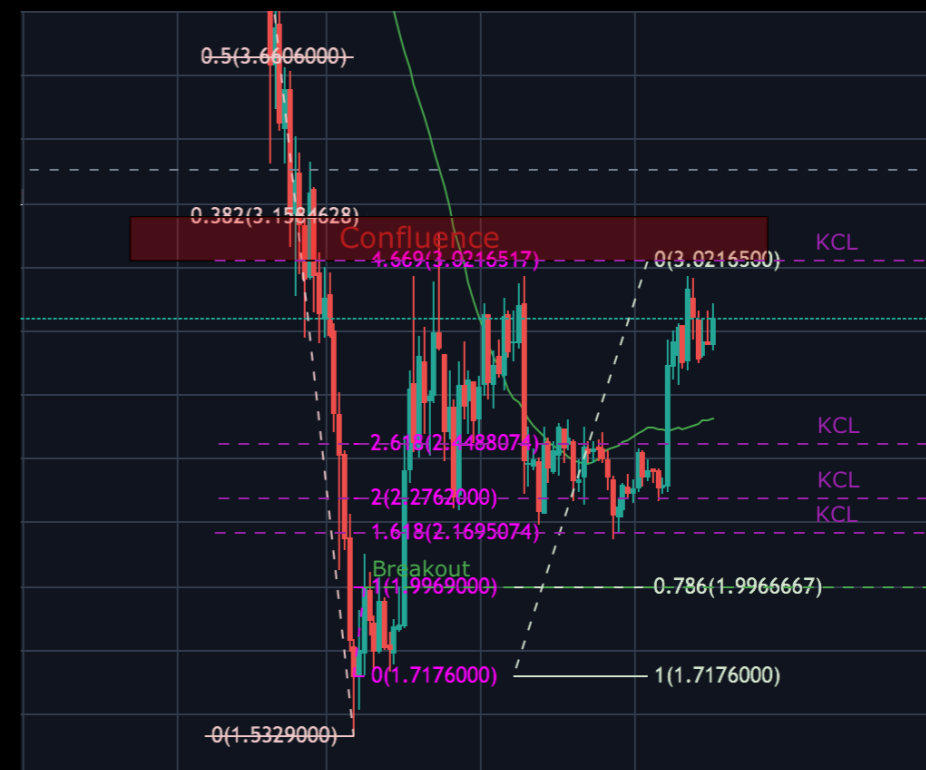 0.5(3.6606000)
0.382(3.1584628)
Confluence
KCL
4.669(3.0216517)
0(3.0216500)
KCL
2.618(2.4488074)
KCL
2(2.2762000)
KCL
1.618(2.1695074)
Breakout
1(1.9969000)
0.786(1.9966667)
0(1.7176000)
1(1.7176000)
0(1.5329000)